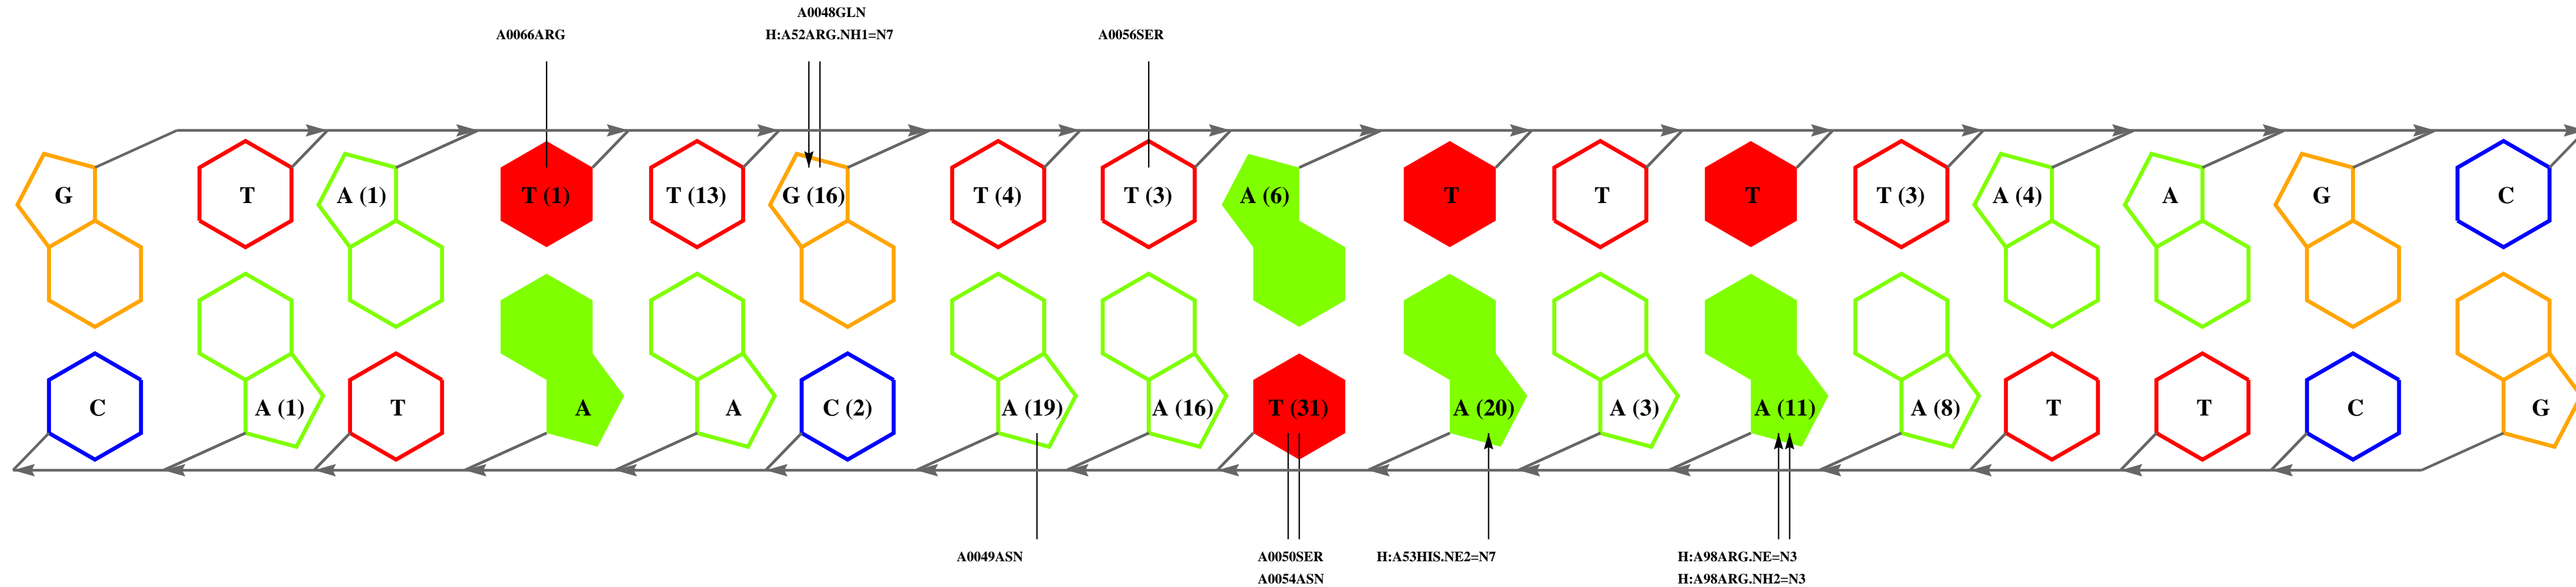 A0048GLN
A0066ARG H:A52ARG.NH1=N7 A0056SER
G T A (1) T (1) T (13) G (16) T (4) T (3) A (6) T T T T (3) A (4) A G C
C A (1) T A A C (2) A (19) A (16) T (31) A (20) A (3) A (11) A (8) T T C G
A0049ASN A0050SER H:A53HIS.NE2=N7 H:A98ARG.NE=N3
A0054ASN H:A98ARG.NH2=N3